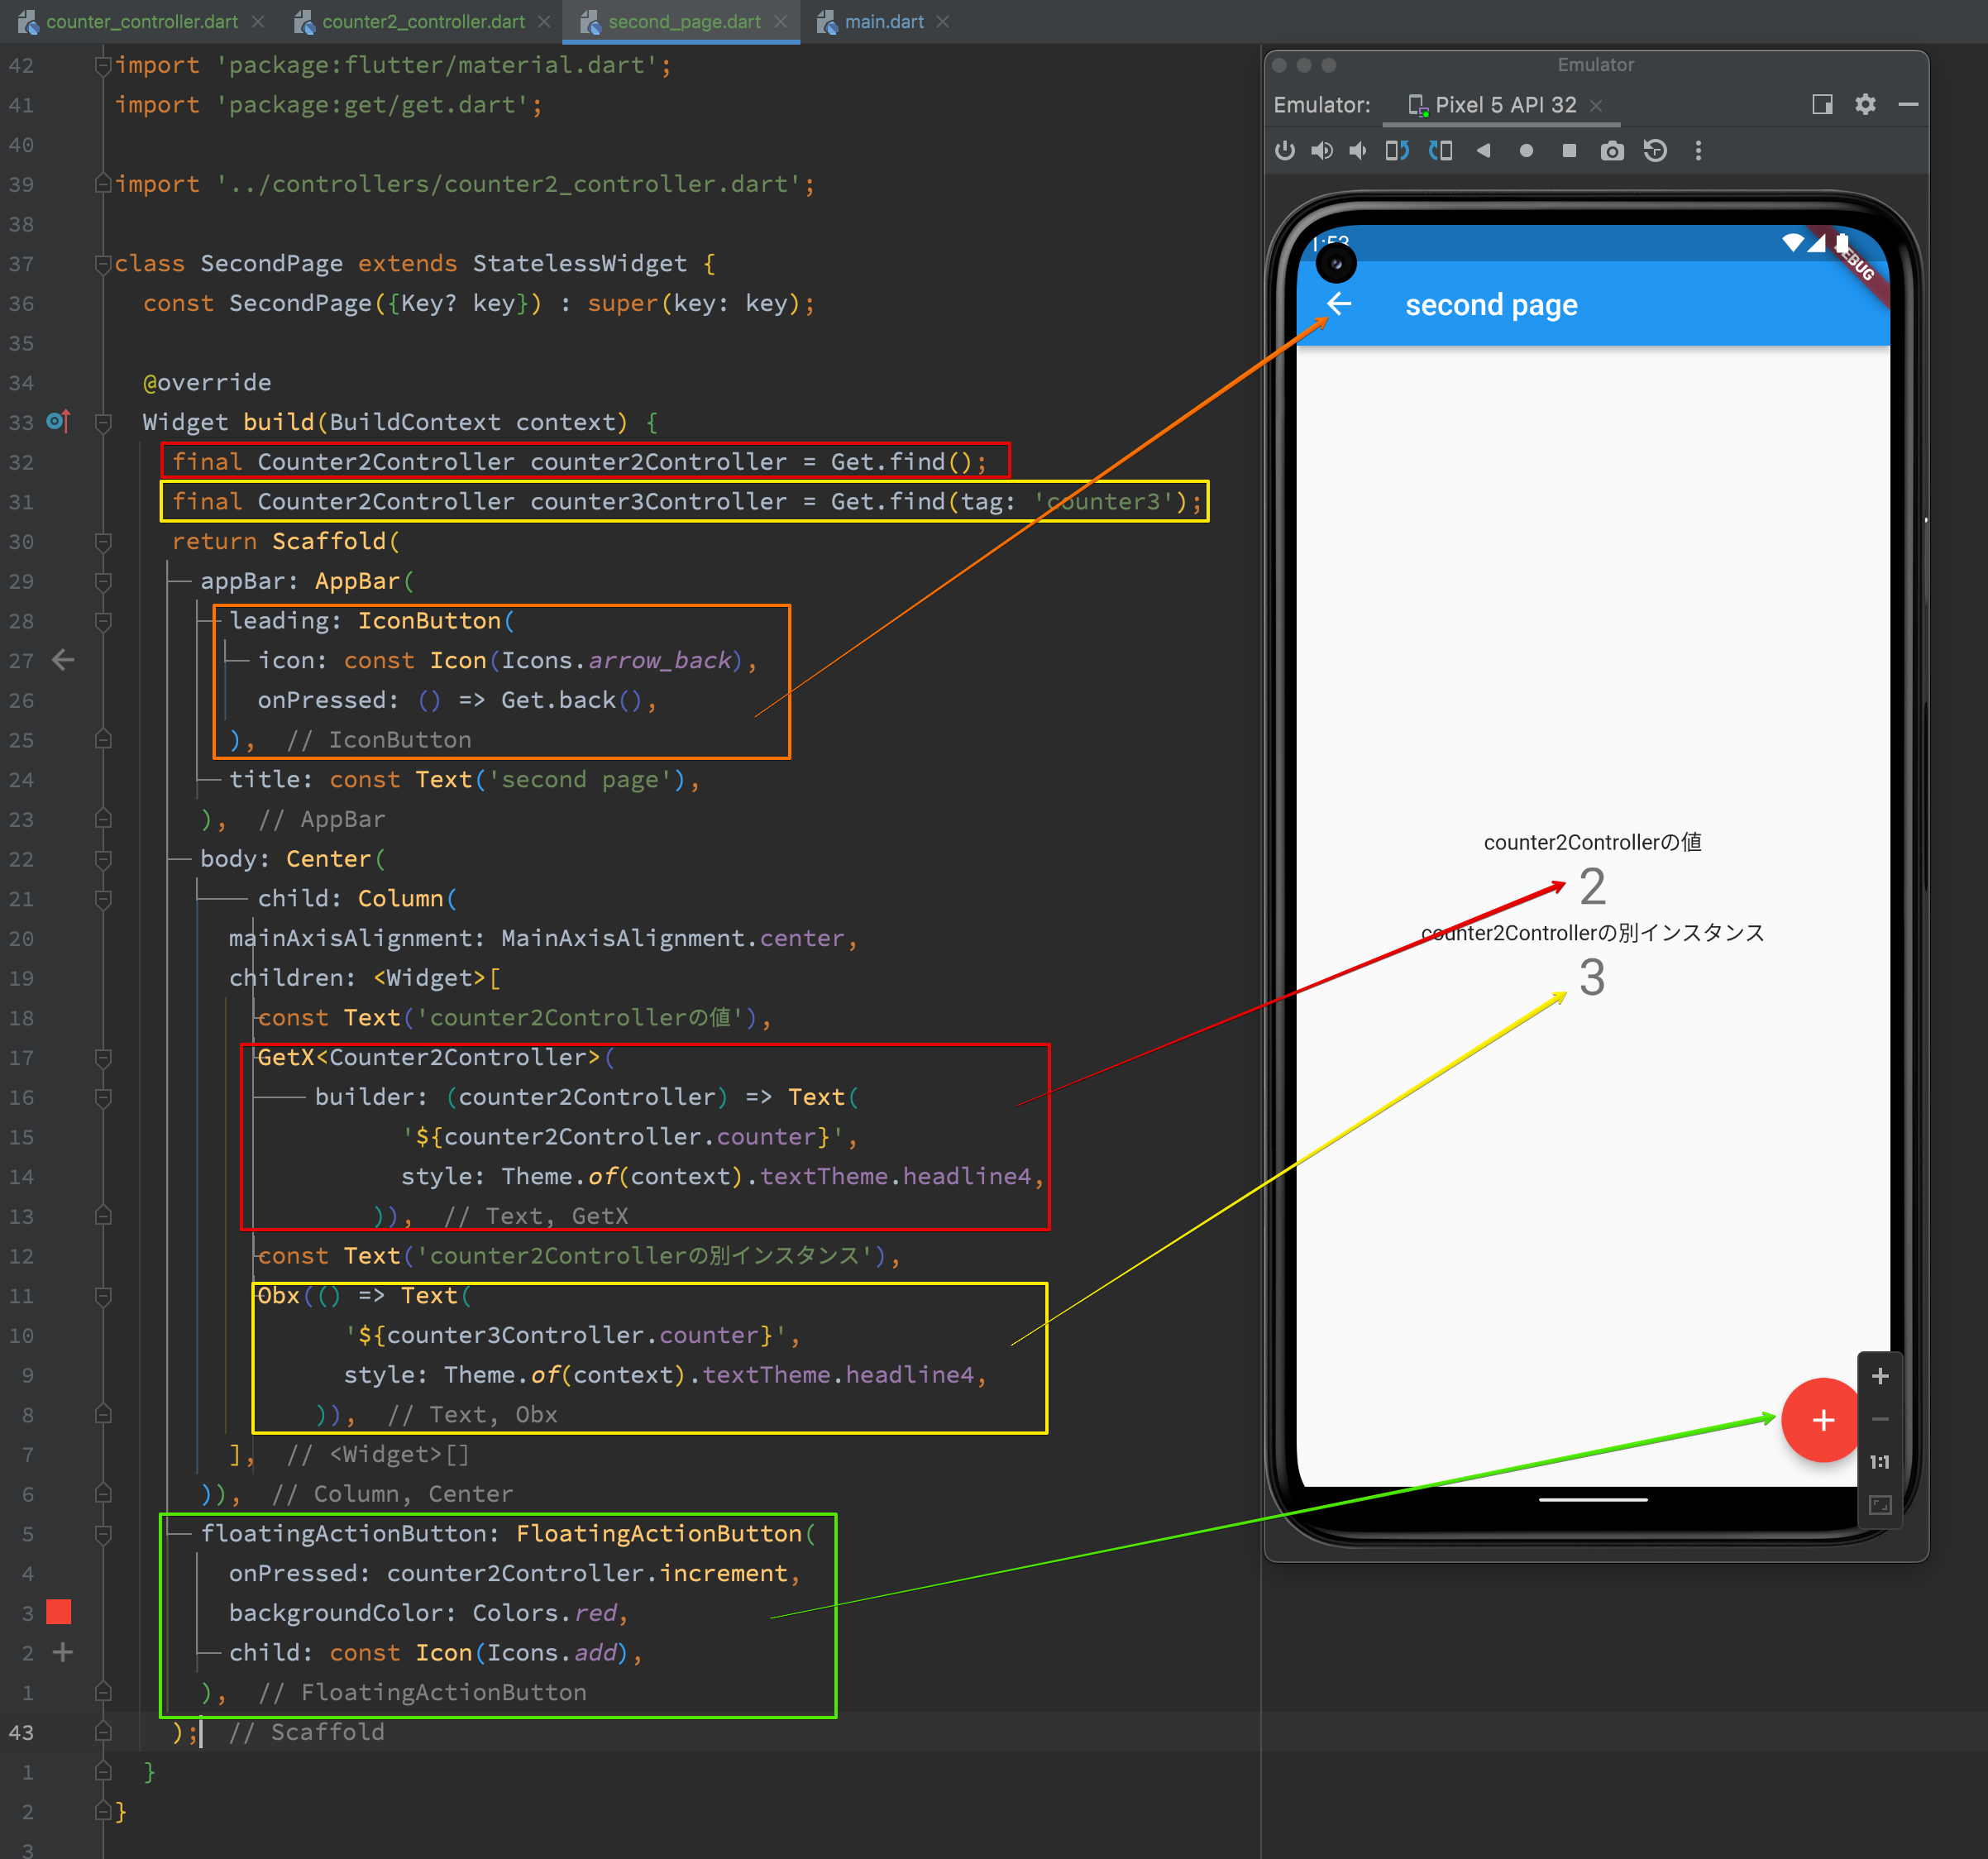 counter_controller.dart
counter2_controller.dart
second_page.dart
main.dart
42 import 'package:flutter/material.dart';
41 import 'package:get/get.dart';
40
39 import '../controllers/counter2_controller.dart';
38
37 class SecondPage extends StatelessWidget {
36 const SecondPage({Key? key}) : super(key: key);
35
34 @override
33 Widget build(BuildContext context) {
32 final Counter2Controller counter2Controller = Get.find();
31 final Counter2Controller counter3Controller = Get.find(tag: 'counter3');
30 return Scaffold(
29 appBar: AppBar(
28 leading: IconButton(
27 icon: const Icon(Icons.arrow_back),
26 onPressed: () => Get.back(),
25 ), // IconButton
24 title: const Text('second page'),
23 ), // AppBar
22 body: Center(
21 child: Column(
20 mainAxisAlignment: MainAxisAlignment.center,
19 children: <Widget>[
18 const Text('counter2Controllerの値'),
17 GetX<Counter2Controller>(
16 builder: (counter2Controller) => Text(
15 '${counter2Controller.counter}',
14 style: Theme.of(context).textTheme.headline4,
13 )), // Text, GetX
12 const Text('counter2Controllerの別インスタンス'),
11 Obx(() => Text(
10 '${counter3Controller.counter}',
9 style: Theme.of(context).textTheme.headline4,
8 )), // Text, Obx
7 ], // <Widget>[]
6 )), // Column, Center
5 floatingActionButton: FloatingActionButton(
4 onPressed: counter2Controller.increment,
3 backgroundColor: Colors.red,
2 child: const Icon(Icons.add),
1 ), // FloatingActionButton
43 ); // Scaffold
1 }
2 }
3
Emulator
Emulator: Pixel 5 API 32
1:53
second page
counter2Controllerの値
2
counter2Controllerの別インスタンス
3
1:1